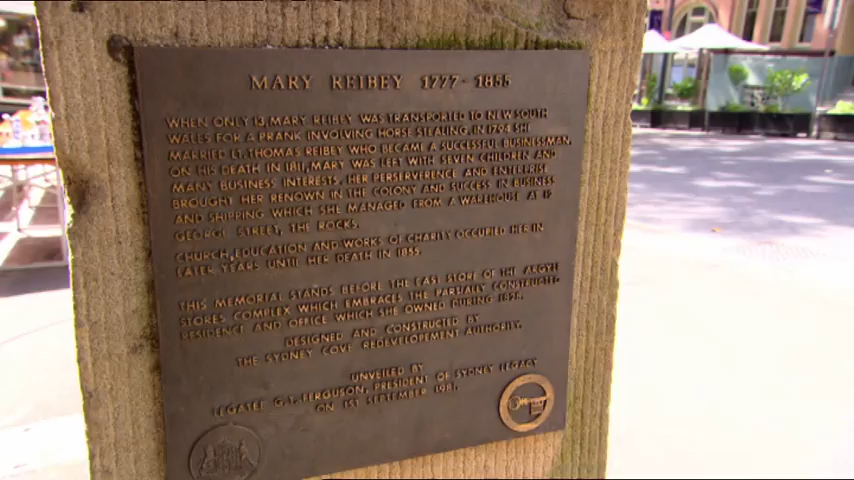 MARY REIBEY 1777-1855
WHEN ONLY 13, MARY REIBEY WAS TRANSPORTED TO NEW SOUTH
WALES FOR A PRANK INVOLVING HORSE STEALING. IN 1794 SHE
MARRIED LT. THOMAS REIBEY WHO BECAME A SUCCESSFUL BUSINESSMAN.
ON HIS DEATH IN 1811, MARY WAS LEFT WITH SEVEN CHILDREN AND
MANY BUSINESS INTERESTS. HER PERSERVERENCE AND ENTERPRISE
BROUGHT HER RENOWN IN THE COLONY AND SUCCESS IN BUSINESS
AND SHIPPING WHICH SHE MANAGED FROM A WAREHOUSE AT
GEORGE STREET, THE ROCKS.
CHURCH, EDUCATION AND WORKS OF CHARITY OCCUPIED HER IN
LATER YEARS UNTIL HER DEATH IN 1855.
THIS MEMORIAL STANDS BEFORE THE EAST STORE OF THE ARGYLE
STORES COMPLEX WHICH EMBRACES THE PARTIALLY CONSTRUCTED
RESIDENCE AND OFFICE WHICH SHE OWNED DURING
DESIGNED AND CONSTRUCTED BY
THE SYDNEY COVE REDEVELOPEMENT AUTHORITY.
UNVEILED BY
LEGATEE G.T. FERGUSON, PRESIDENT OF SYDNEY LEGACY
ON 1ST SEPTEMBER 1981.